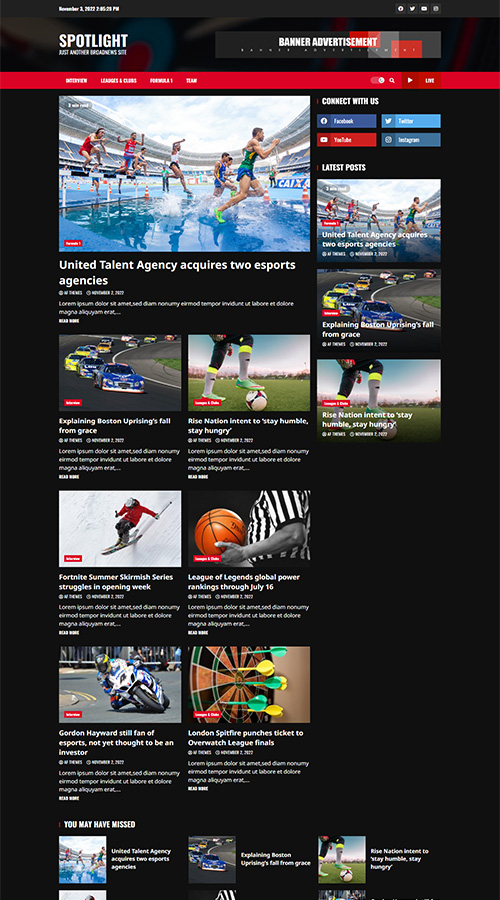 November 3, 2022 2:05:28 PM
SPOTLIGHT
JUST ANOTHER BROADNEWS SITE
BANNER ADVERTISEMENT
BANNER ADVERTISEMENT
INTERVIEW LEAUGES & CLUBS FORMULA 1 TEAM LIVE
2 min read
CAIXA
Formula 1
United Talent Agency acquires two esports
agencies
AF THEMES NOVEMBER 2, 2022
Lorem ipsum dolor sit amet,sed diam nonumy eirmod tempor invidunt ut labore et dolore
magna aliquyam erat,...
READ MORE
Interview
Explaining Boston Uprising's fall
from grace
AF THEMES NOVEMBER 2, 2022
Lorem ipsum dolor sit amet,sed diam nonumy
eirmod tempor invidunt ut labore et dolore
magna aliquyam erat,...
READ MORE
Leauges & Clubs
Rise Nation intent to 'stay humble,
stay hungry'
AF THEMES NOVEMBER 2, 2022
Lorem ipsum dolor sit amet,sed diam nonumy
eirmod tempor invidunt ut labore et dolore
magna aliquyam erat,...
READ MORE
Interview
Fortnite Summer Skirmish Series
struggles in opening week
AF THEMES NOVEMBER 2, 2022
Lorem ipsum dolor sit amet,sed diam nonumy
eirmod tempor invidunt ut labore et dolore
magna aliquyam erat,...
READ MORE
Leauges & Clubs
League of Legends global power
rankings through July 16
AF THEMES NOVEMBER 2, 2022
Lorem ipsum dolor sit amet,sed diam nonumy
eirmod tempor invidunt ut labore et dolore
magna aliquyam erat,...
READ MORE
Interview
Gordon Hayward still fan of
esports, not yet thought to be an
investor
AF THEMES NOVEMBER 2, 2022
Lorem ipsum dolor sit amet,sed diam nonumy
eirmod tempor invidunt ut labore et dolore
magna aliquyam erat,...
READ MORE
Leauges & Clubs
London Spitfire punches ticket to
Overwatch League finals
AF THEMES NOVEMBER 2, 2022
Lorem ipsum dolor sit amet,sed diam nonumy
eirmod tempor invidunt ut labore et dolore
magna aliquyam erat,...
READ MORE
CONNECT WITH US
Facebook Twitter
YouTube Instagram
LATEST POSTS
2 min read
Formula 1
United Talent Agency acquires
two esports agencies
AF THEMES NOVEMBER 2, 2022
Interview
Explaining Boston Uprising's fall
from grace
AF THEMES NOVEMBER 2, 2022
Leauges & Clubs
Rise Nation intent to 'stay
humble, stay hungry'
AF THEMES NOVEMBER 2, 2022
YOU MAY HAVE MISSED
United Talent Agency
acquires two esports
agencies
Explaining Boston
Uprising's fall from grace
Rise Nation intent to
'stay humble, stay
hungry'